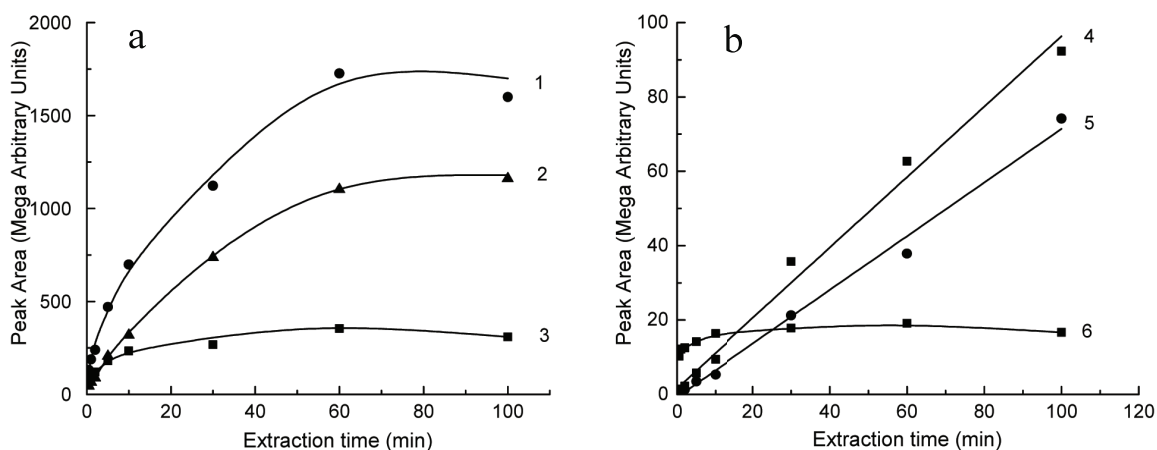 a
Peak Area (Mega Arbitrary Units)
2000
1500
1000
500
0
1
2
3
0 20 40 60 80 100
Extraction time (min)
b
Peak Area (Mega Arbitrary Units)
100
80
60
40
20
0
4
5
6
0 20 40 60 80 100 120
Extraction time (min)